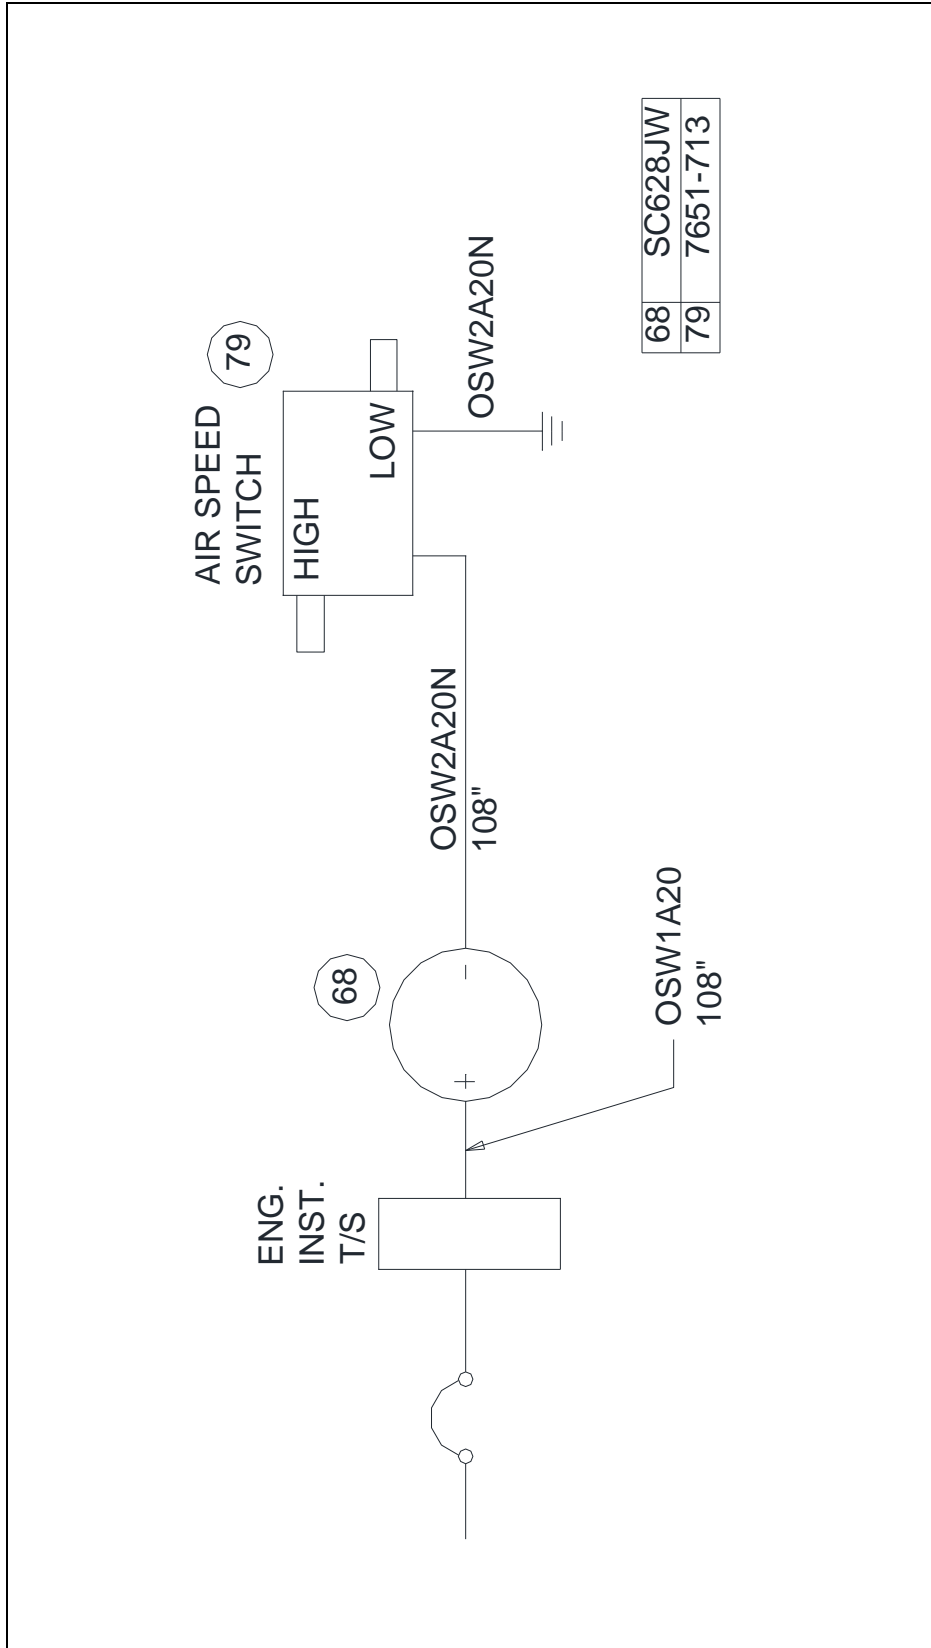 ENG.
INST.
T/S
+
-
68
OSW1A20
108"
OSW2A20N
108"
AIR SPEED
SWITCH
79
HIGH
LOW
OSW2A20N
68 SC628JW
79 7651-713